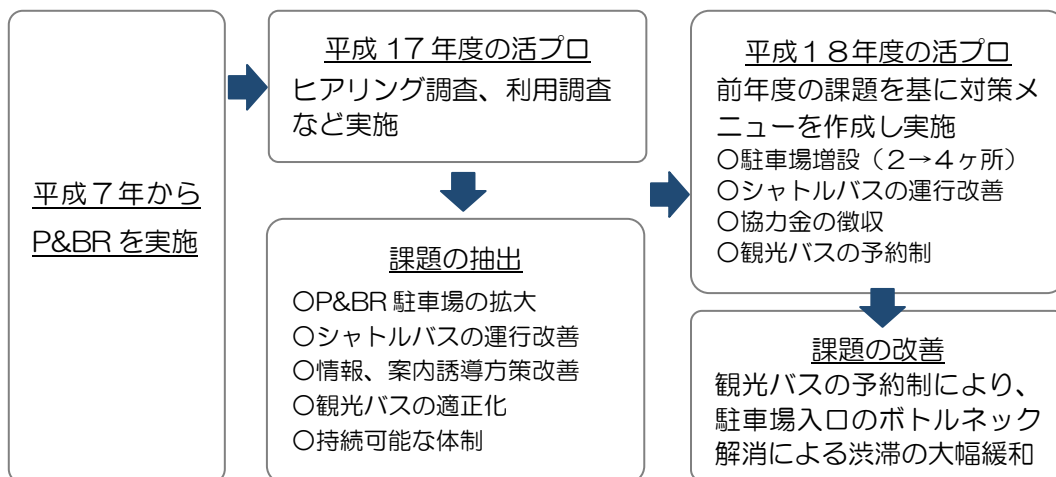 平成7年から
P&BRを実施
平成17年度の活プロ
ヒアリング調査、利用調査
など実施
課題の抽出
○P&BR駐車場の拡大
○シャトルバスの運行改善
○情報、案内誘導方策改善
○観光バスの適正化
○持続可能な体制
平成18年度の活プロ
前年度の課題を基に対策メ
ニューを作成し実施
○駐車場増設（2→4ヶ所）
○シャトルバスの運行改善
○協力金の徴収
○観光バスの予約制
課題の改善
観光バスの予約制により、
駐車場入口のボトルネック
解消による渋滞の大幅緩和